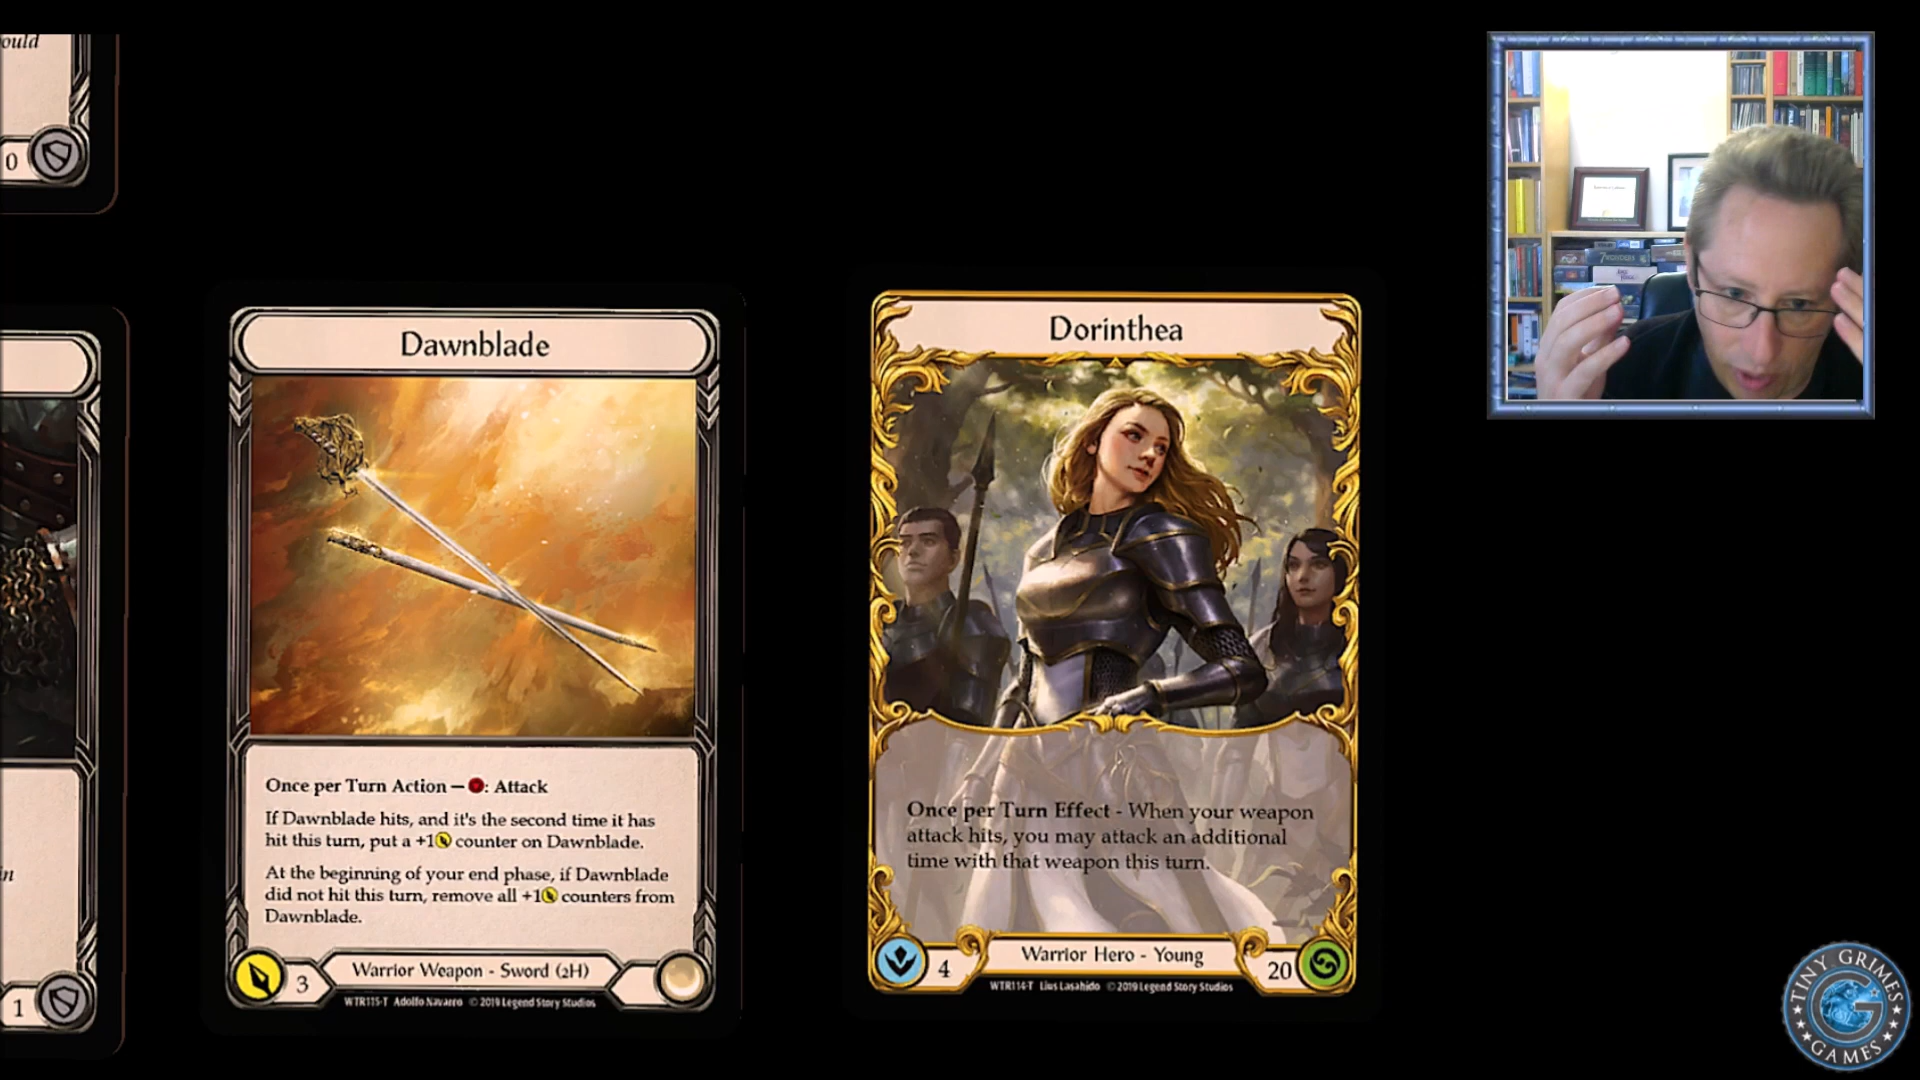 ould
0
1
in
Dawnblade
Once per Turn Action — : Attack
If Dawnblade hits, and it's the second time it has
hit this turn, put a +1 counter on Dawnblade.
At the beginning of your end phase, if Dawnblade
did not hit this turn, remove all +1 counters from
Dawnblade.
3
Warrior Weapon - Sword (2H)
WTR115-T Adolfo Navarro © 2019 Legend Story Studios
Dorinthea
Once per Turn Effect - When your weapon
attack hits, you may attack an additional
time with that weapon this turn.
4
Warrior Hero - Young
20
WTR114-T Lius Lasahido © 2019 Legend Story Studios
7 WONDERS
TINY GRIMES
G
GAMES